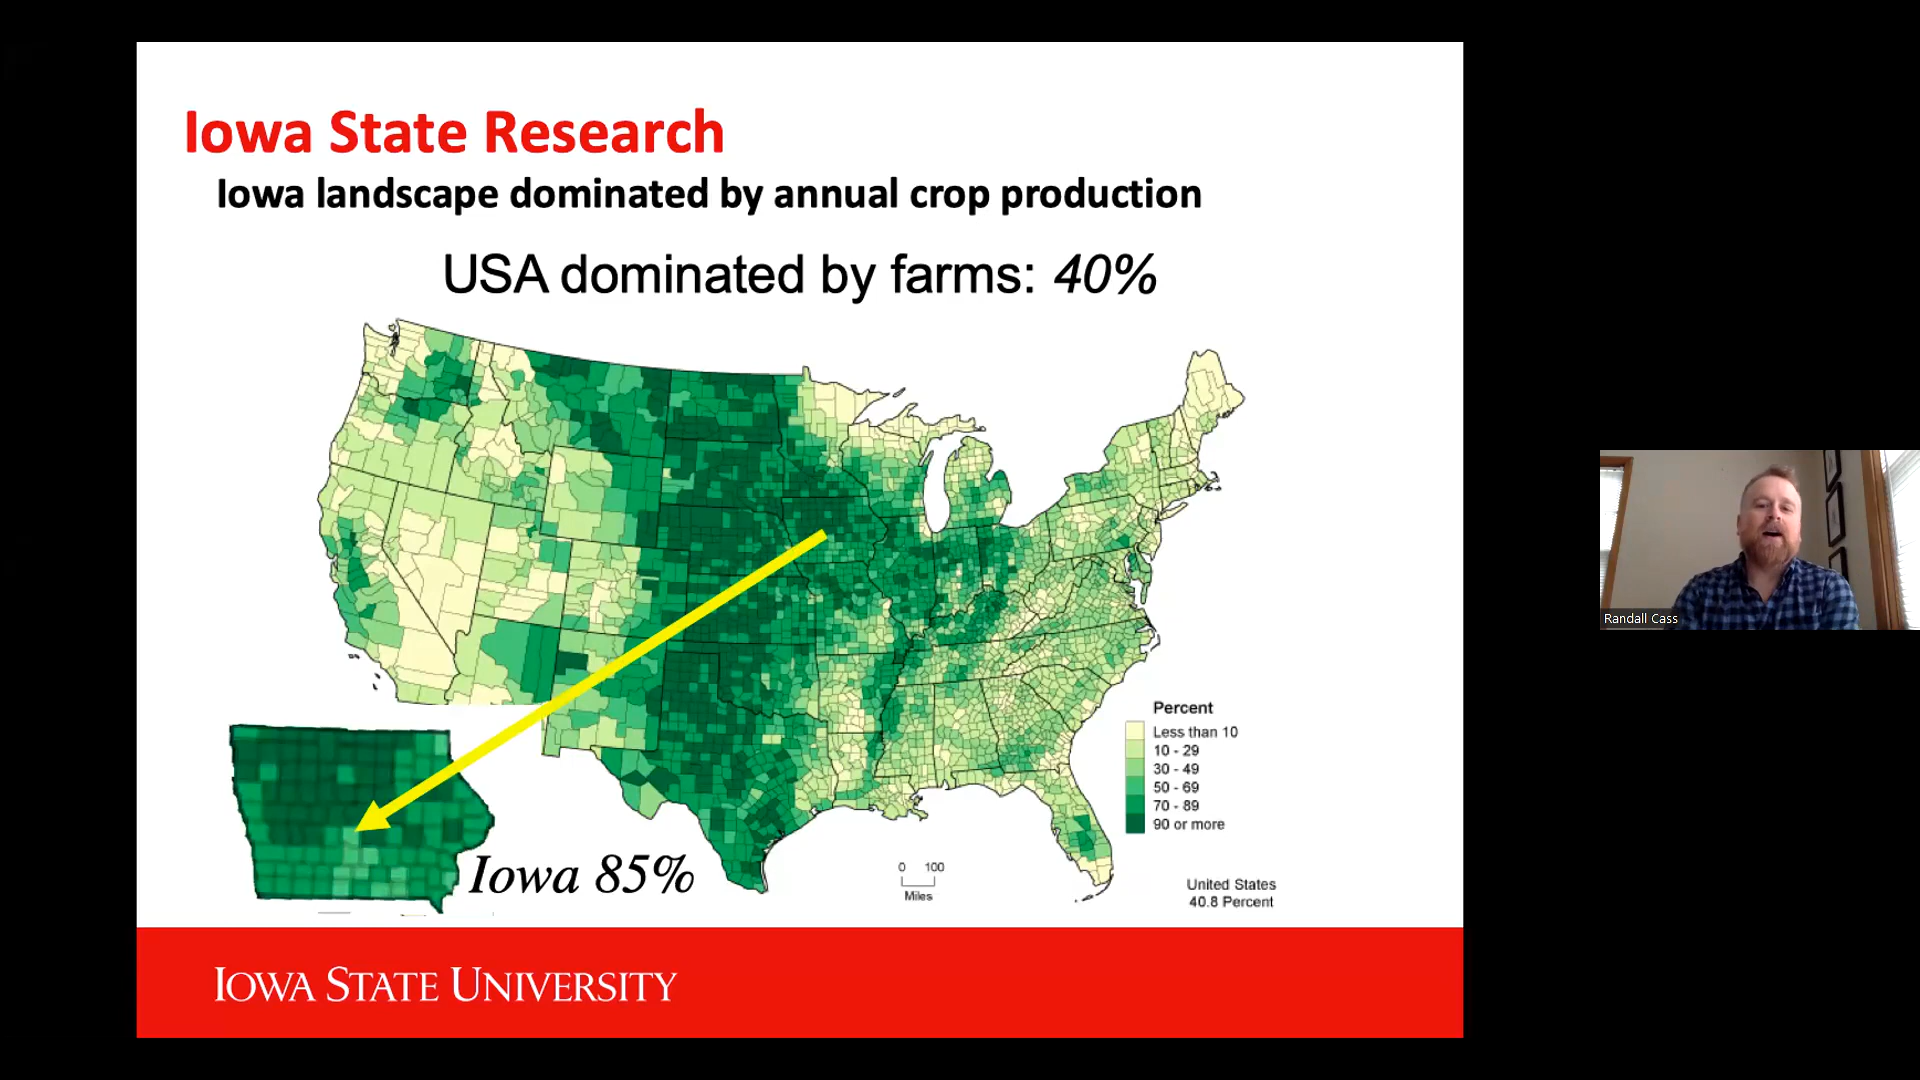 Iowa State Research
Iowa landscape dominated by annual crop production
USA dominated by farms: 40%
Percent
Less than 10
10 - 29
30 - 49
50 - 69
70 - 89
90 or more
0 100
Miles
United States
40.8 Percent
Iowa 85%
IOWA STATE UNIVERSITY
Randall Cass